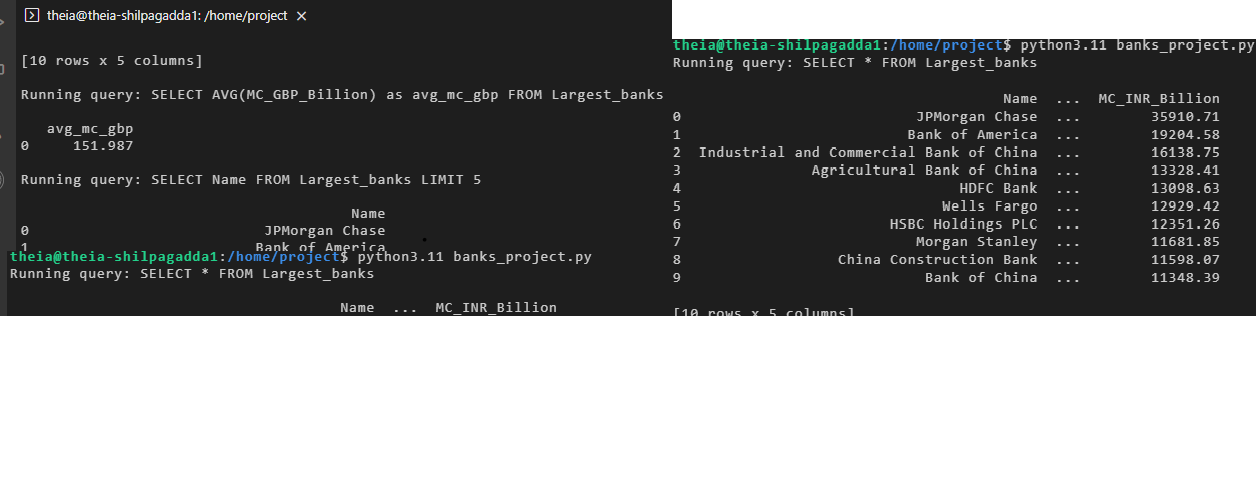 theia@theia-shilpagadda1: /home/project
[10 rows x 5 columns]
Running query: SELECT AVG(MC_GBP_Billion) as avg_mc_gbp FROM Largest_banks
avg_mc_gbp
0 151.987
Running query: SELECT Name FROM Largest_banks LIMIT 5
Name
0 JPMorgan Chase
1 Bank of America
theia@theia-shilpagadda1:/home/project$ python3.11 banks_project.py
Running query: SELECT * FROM Largest_banks
Name ... MC_INR_Billion
theia@theia-shilpagadda1:/home/project$ python3.11 banks_project.py
Running query: SELECT * FROM Largest_banks
Name ... MC_INR_Billion
0 JPMorgan Chase ... 35910.71
1 Bank of America ... 19204.58
2 Industrial and Commercial Bank of China ... 16138.75
3 Agricultural Bank of China ... 13328.41
4 HDFC Bank ... 13098.63
5 Wells Fargo ... 12929.42
6 HSBC Holdings PLC ... 12351.26
7 Morgan Stanley ... 11681.85
8 China Construction Bank ... 11598.07
9 Bank of China ... 11348.39
[10 rows x 5 columns]